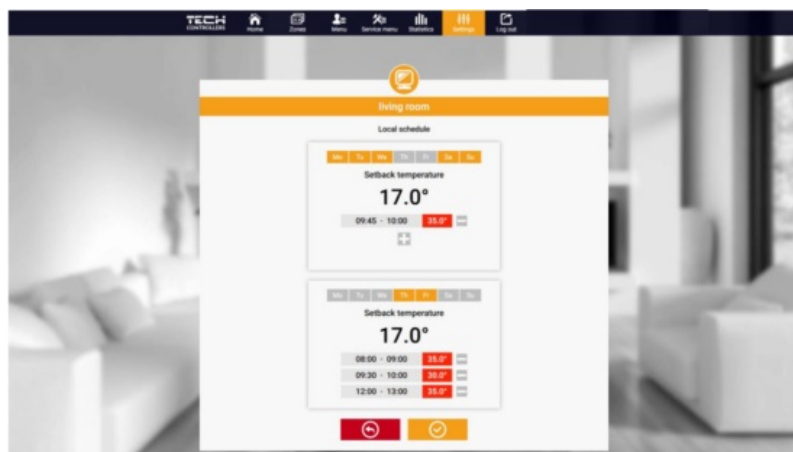 TECH
CONTROLLERS
Home
Zones
Menu
Service menu
Statistics
Settings
Log out
living room
Local schedule
Mo Tu We Th Fr Sa Su
Setback temperature
17.0°
09:45 - 10:00 35.0°
Mo Tu We Th Fr Sa Su
Setback temperature
17.0°
08:00 - 09:00 35.0°
09:30 - 10:00 30.0°
12:00 - 13:00 35.0°